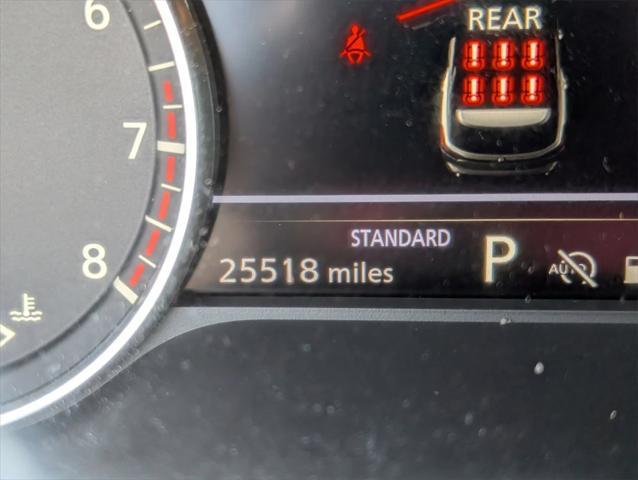 6
7
8
REAR
STANDARD
25518 miles
P
AUTO